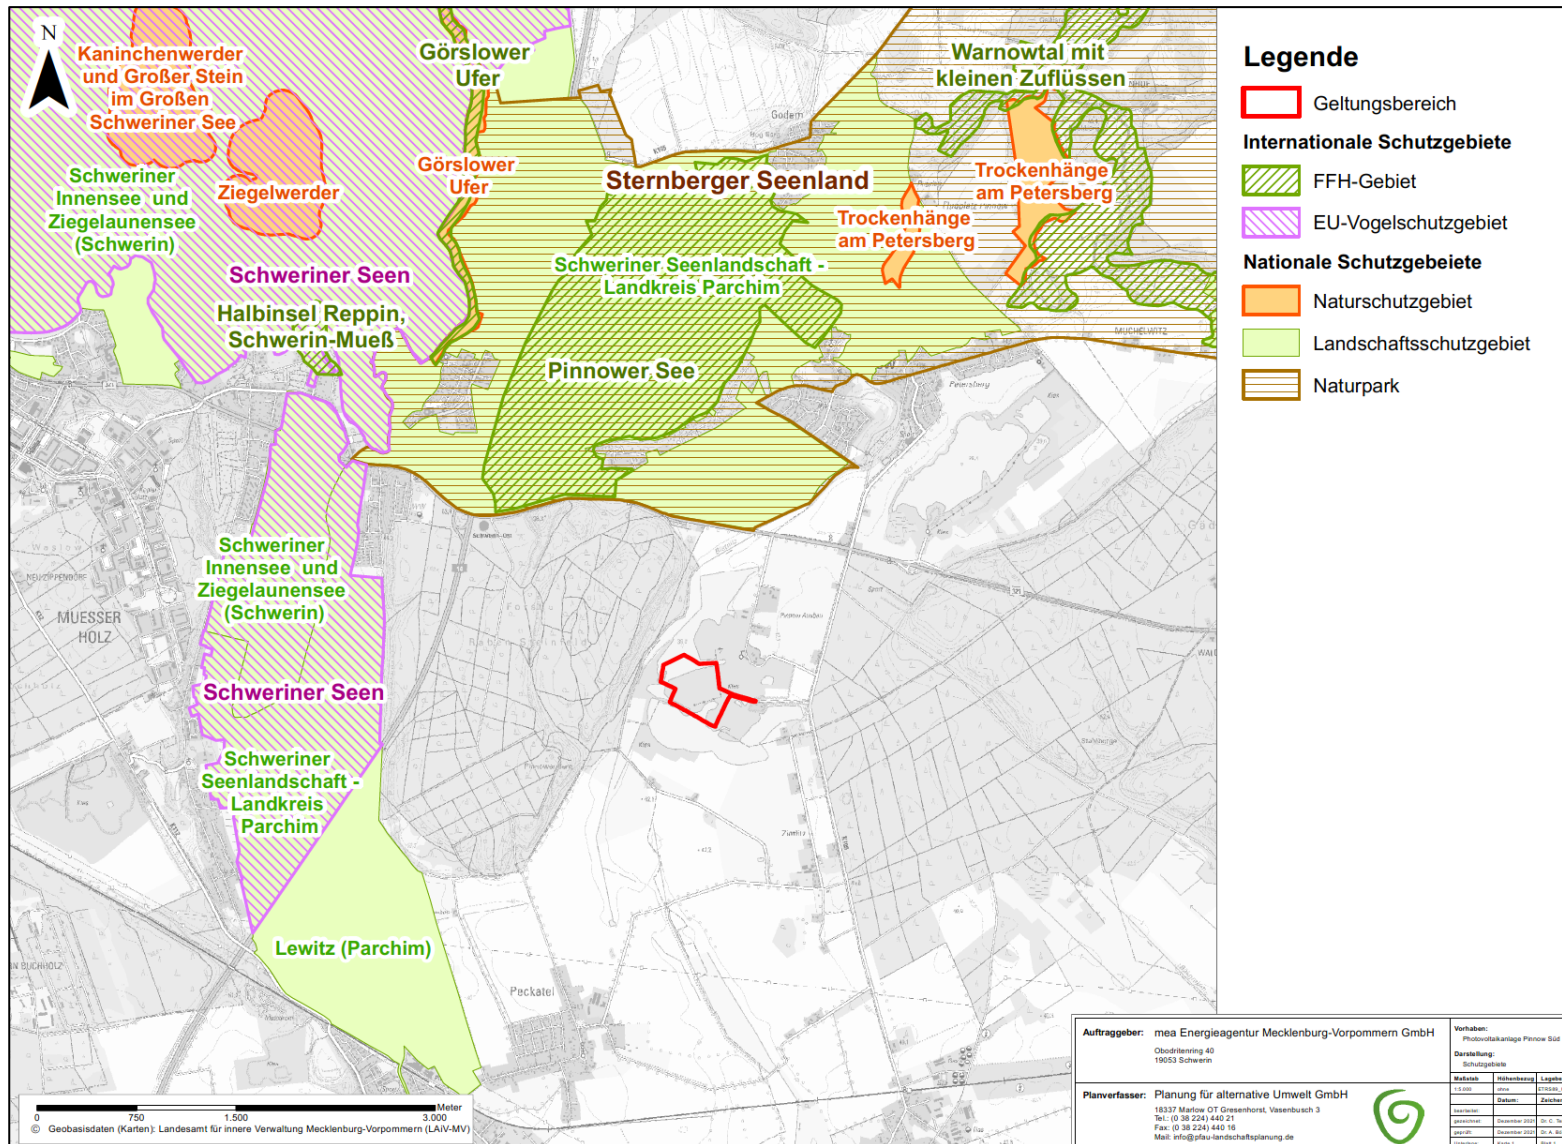 N
Kaninchenwerder
und Großer Stein
im Großen
Schweriner See
Görslower
Ufer
Warnowtal mit
kleinen Zuflüssen
Godern
Ziegelwerder
Schweriner
Innensee und
Ziegelaunensee
(Schwerin)
Görslower
Ufer
Sternberger Seenland
Trockenhänge
am Petersberg
Trockenhänge
am Petersberg
Schweriner Seen
Schweriner Seenlandschaft -
Landkreis Parchim
Halbinsel Reppin,
Schwerin-Mueß
MUCHELWITZ
Pinnower See
Petersberg
Schweriner
Innensee und
Ziegelaunensee
(Schwerin)
MUESSER
HOLZ
Schweriner Seen
Schweriner
Seenlandschaft -
Landkreis
Parchim
Lewitz (Parchim)
Peckatel
Legende
Geltungsbereich
Internationale Schutzgebiete
FFH-Gebiet
EU-Vogelschutzgebiet
Nationale Schutzgebeiete
Naturschutzgebiet
Landschaftsschutzgebiet
Naturpark
Meter
0 750 1.500 3.000
© Geobasisdaten (Karten): Landesamt für innere Verwaltung Mecklenburg-Vorpommern (LAiV-MV)
Auftraggeber: mea Energieagentur Mecklenburg-Vorpommern GmbH
Obodritenring 40
19053 Schwerin
Planverfasser: Planung für alternative Umwelt GmbH
18337 Marlow OT Gresenhorst, Vasenbusch 3
Tel.: (0 38 224) 440 21
Fax: (0 38 224) 440 16
Mail: info@pfau-landschaftsplanung.de
Vorhaben:
Photovoltaikanlage Pinnow Süd
Darstellung:
Schutzgebiete
Maßstab Höhenbezug
1:5.000 ohne
Datum:
gezeichnet: Dezember 2021
geprüft: Dezember 2021